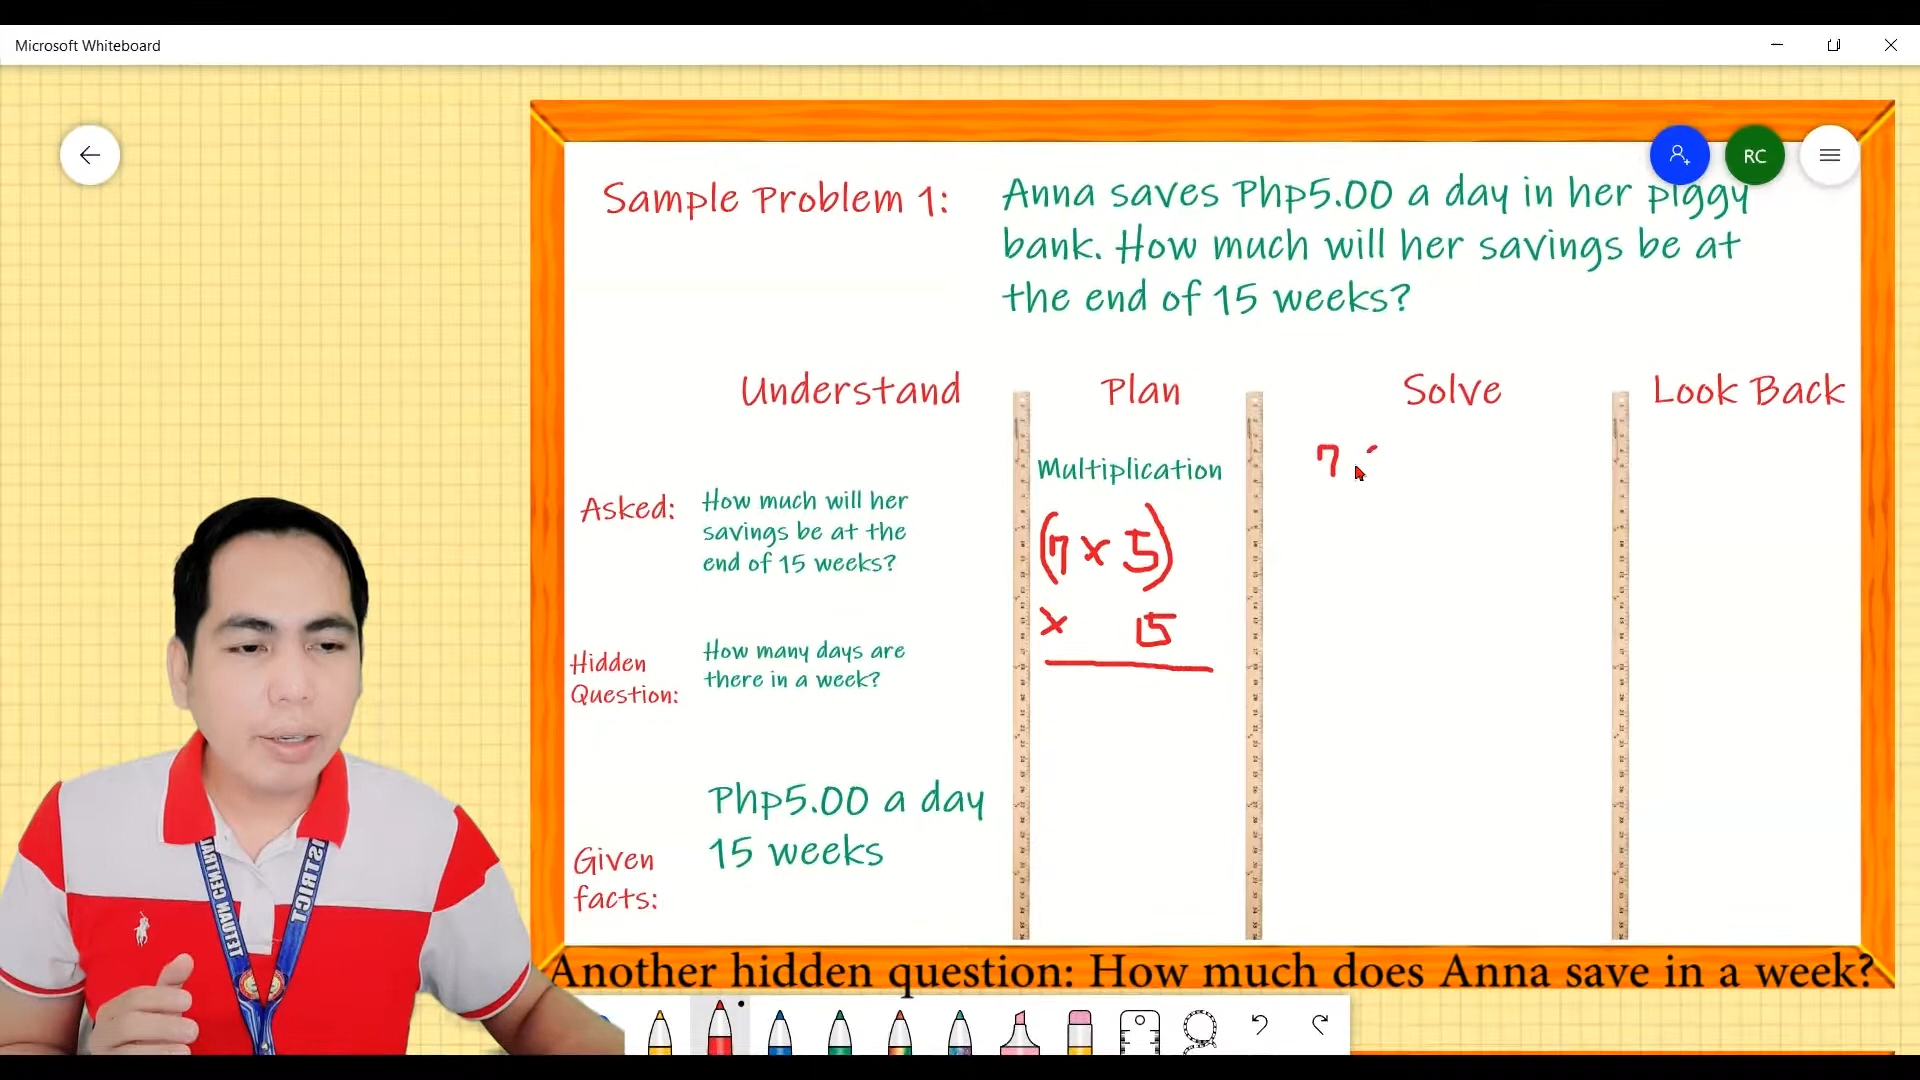 Microsoft Whiteboard
RC
Sample Problem 1:
Anna saves Php5.00 a day in her piggy
bank. How much will her savings be at
the end of 15 weeks?
Understand
Plan
Solve
Look Back
Asked:
How much will her
savings be at the
end of 15 weeks?
Hidden
Question:
How many days are
there in a week?
Given
facts:
Php5.00 a day
15 weeks
Multiplication
(7 x 5)
x 15
7
Another hidden question: How much does Anna save in a week?
TETUAN CENTRAL
DISTRICT